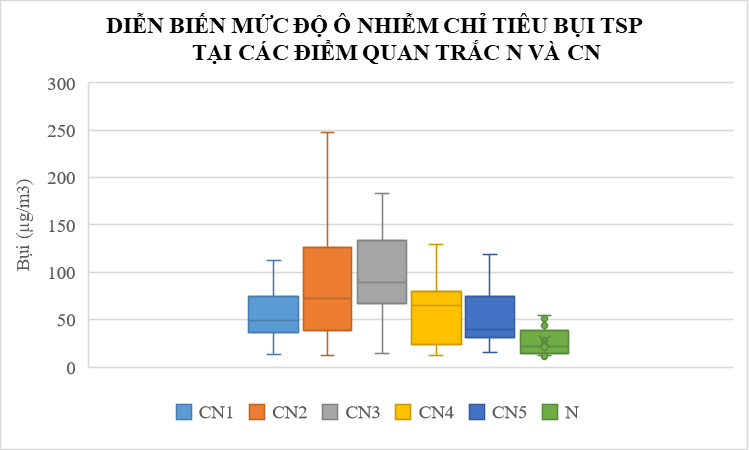 DIỄN BIẾN MỨC ĐỘ Ô NHIỄM CHỈ TIÊU BỤI TSP
TẠI CÁC ĐIỂM QUAN TRẮC N VÀ CN
300
250
200
150
100
50
0
Bụi (µg/m3)
CN1 CN2 CN3 CN4 CN5 N